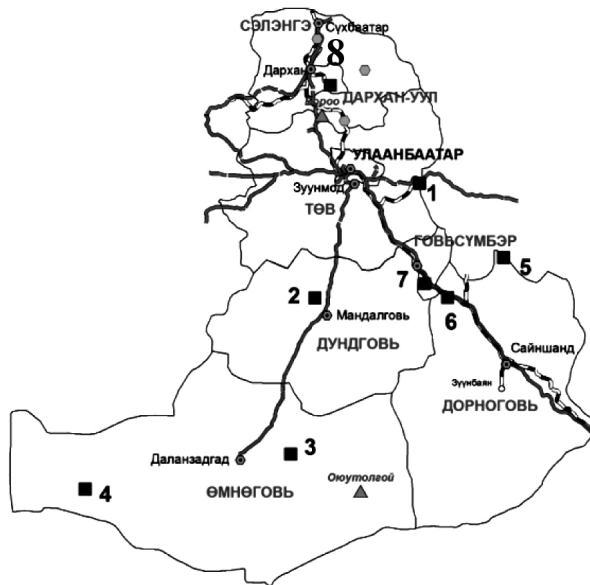 СЭЛЭНГЭ
Сүхбаатар
8
Дархан
ДАРХАН-УУЛ
УЛААНБААТАР
Зуунмод
1
ТӨВ
ГОВЬСҮМБЭР
5
2
7
6
Мандалговь
ДУНДГОВЬ
Сайншанд
Зүүнбаян
ДОРНОГОВЬ
3
Даланзадгад
4
ӨМНӨГОВЬ
Оюутолгой